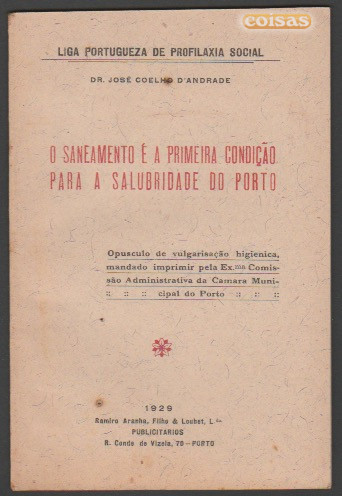 coisas
LIGA PORTUGUEZA DE PROFILAXIA SOCIAL
DR. JOSÉ COELHO D'ANDRADE
O SANEAMENTO É A PRIMEIRA CONDIÇÃO
PARA A SALUBRIDADE DO PORTO
Opusculo de vulgarisação higienica,
mandado imprimir pela Ex.ma Comis-
são Administrativa da Camara Muni-
:: :: :: cipal do Porto :: :: ::
1929
Ramiro Aranha, Filho & Loubet, L.da
PUBLICITARIOS
R. Conde de Vizela, 70—PORTO